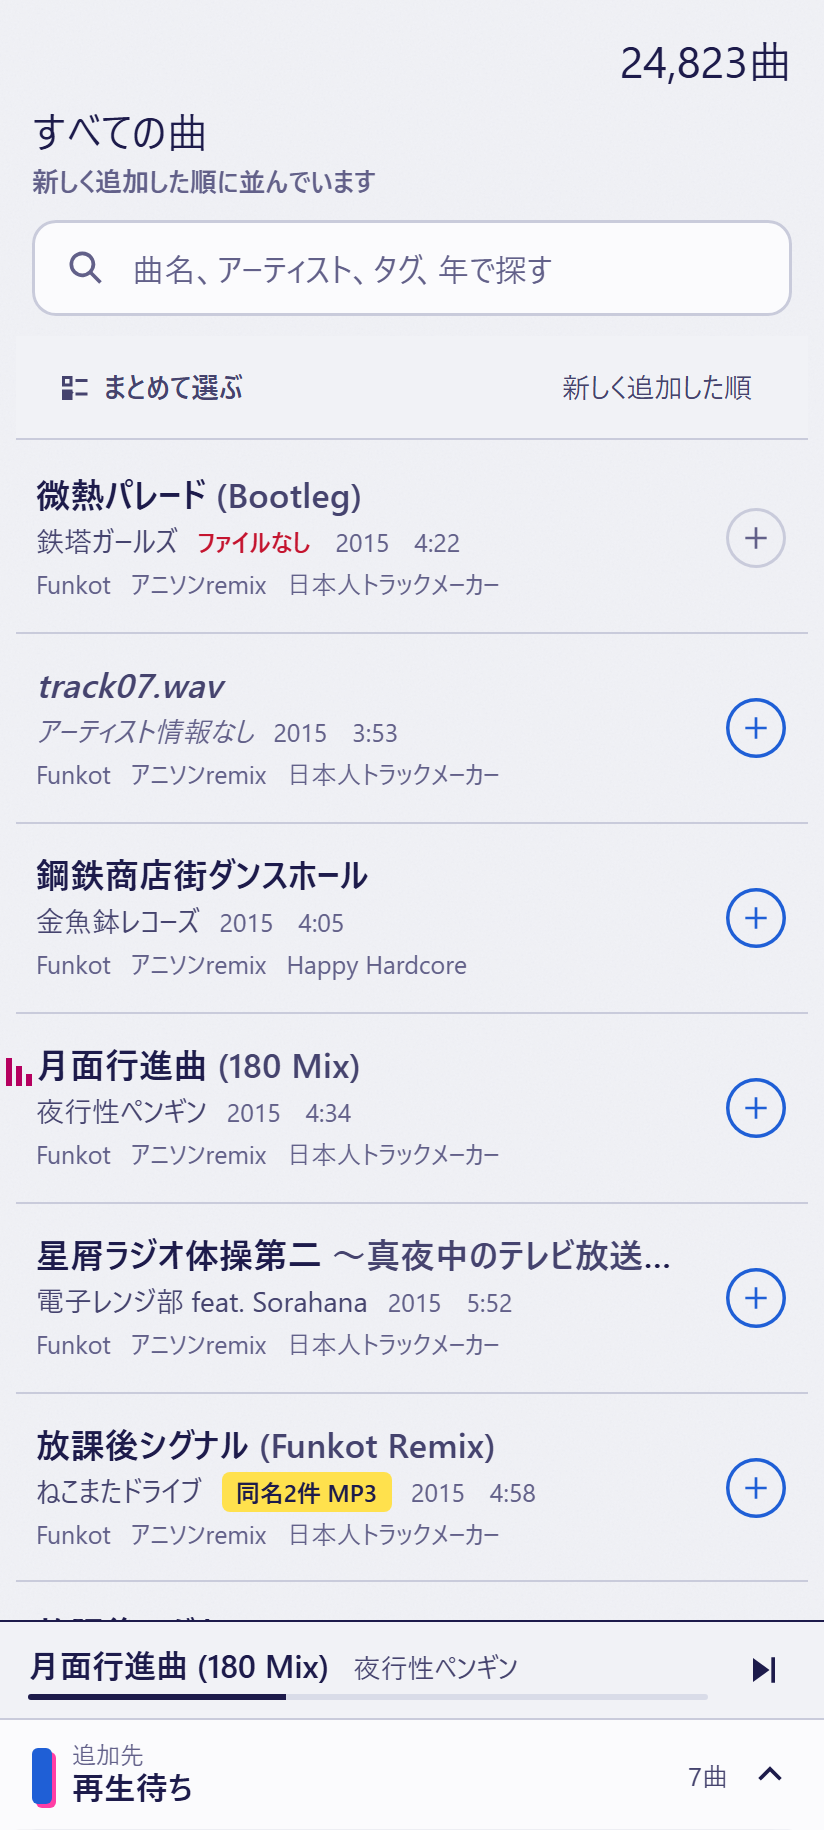 24,823曲
すべての曲
新しく追加した順に並んでいます
曲名、アーティスト、タグ、年で探す
まとめて選ぶ 新しく追加した順
微熱パレード (Bootleg)
鉄塔ガールズ ファイルなし 2015 4:22
Funkot アニソンremix 日本人トラックメーカー
track07.wav
アーティスト情報なし 2015 3:53
Funkot アニソンremix 日本人トラックメーカー
鋼鉄商店街ダンスホール
金魚鉢レコーズ 2015 4:05
Funkot アニソンremix Happy Hardcore
月面行進曲 (180 Mix)
夜行性ペンギン 2015 4:34
Funkot アニソンremix 日本人トラックメーカー
星屑ラジオ体操第二 〜真夜中のテレビ放送...
電子レンジ部 feat. Sorahana 2015 5:52
Funkot アニソンremix 日本人トラックメーカー
放課後シグナル (Funkot Remix)
ねこまたドライブ 同名2件 MP3 2015 4:58
Funkot アニソンremix 日本人トラックメーカー
月面行進曲 (180 Mix) 夜行性ペンギン
追加先
再生待ち 7曲